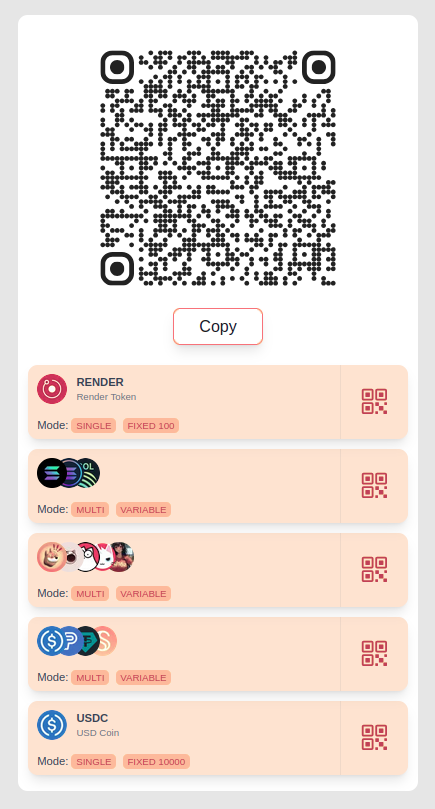 Copy
RENDER
Render Token
Mode: SINGLE FIXED 100
OL
Mode: MULTI VARIABLE
Mode: MULTI VARIABLE
Mode: MULTI VARIABLE
USDC
USD Coin
Mode: SINGLE FIXED 10000